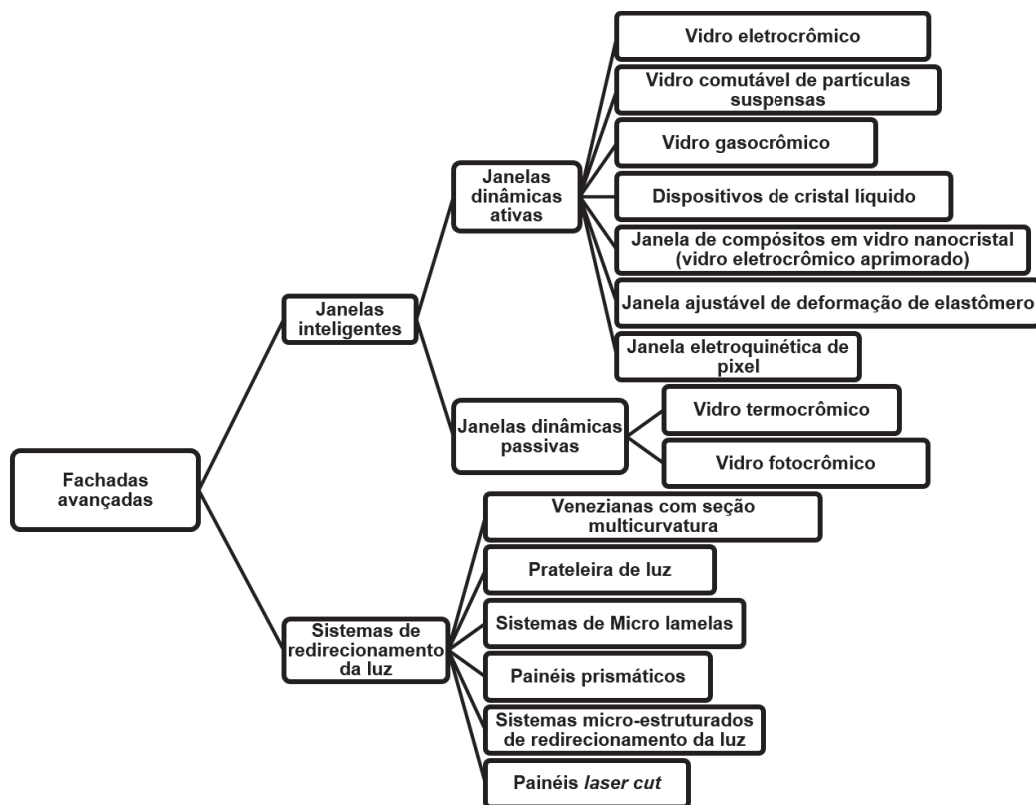 Fachadas
avançadas
Janelas
inteligentes
Janelas
dinâmicas
ativas
Vidro eletrocrômico
Vidro comutável de partículas
suspensas
Vidro gasocrômico
Dispositivos de cristal líquido
Janela de compósitos em vidro nanocristal
(vidro eletrocrômico aprimorado)
Janela ajustável de deformação de elastômero
Janela eletroquinética de
pixel
Janelas dinâmicas
passivas
Vidro termocrômico
Vidro fotocrômico
Sistemas de
redirecionamento
da luz
Venezianas com seção
multicurvatura
Prateleira de luz
Sistemas de Micro lamelas
Painéis prismáticos
Sistemas micro-estruturados
de redirecionamento da luz
Painéis laser cut